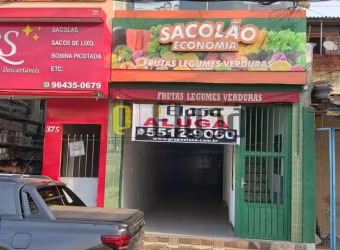 SACOLAS
SACOS DE LIXO
BOBINA PICOTADA
ETC.
Descartáveis
96435-0679
375
SACOLÃO
ECONOMIA
FRUTAS LEGUMES VERDURAS
FRUTAS LEGUMES VERDURAS
ALUGA
5512-9060